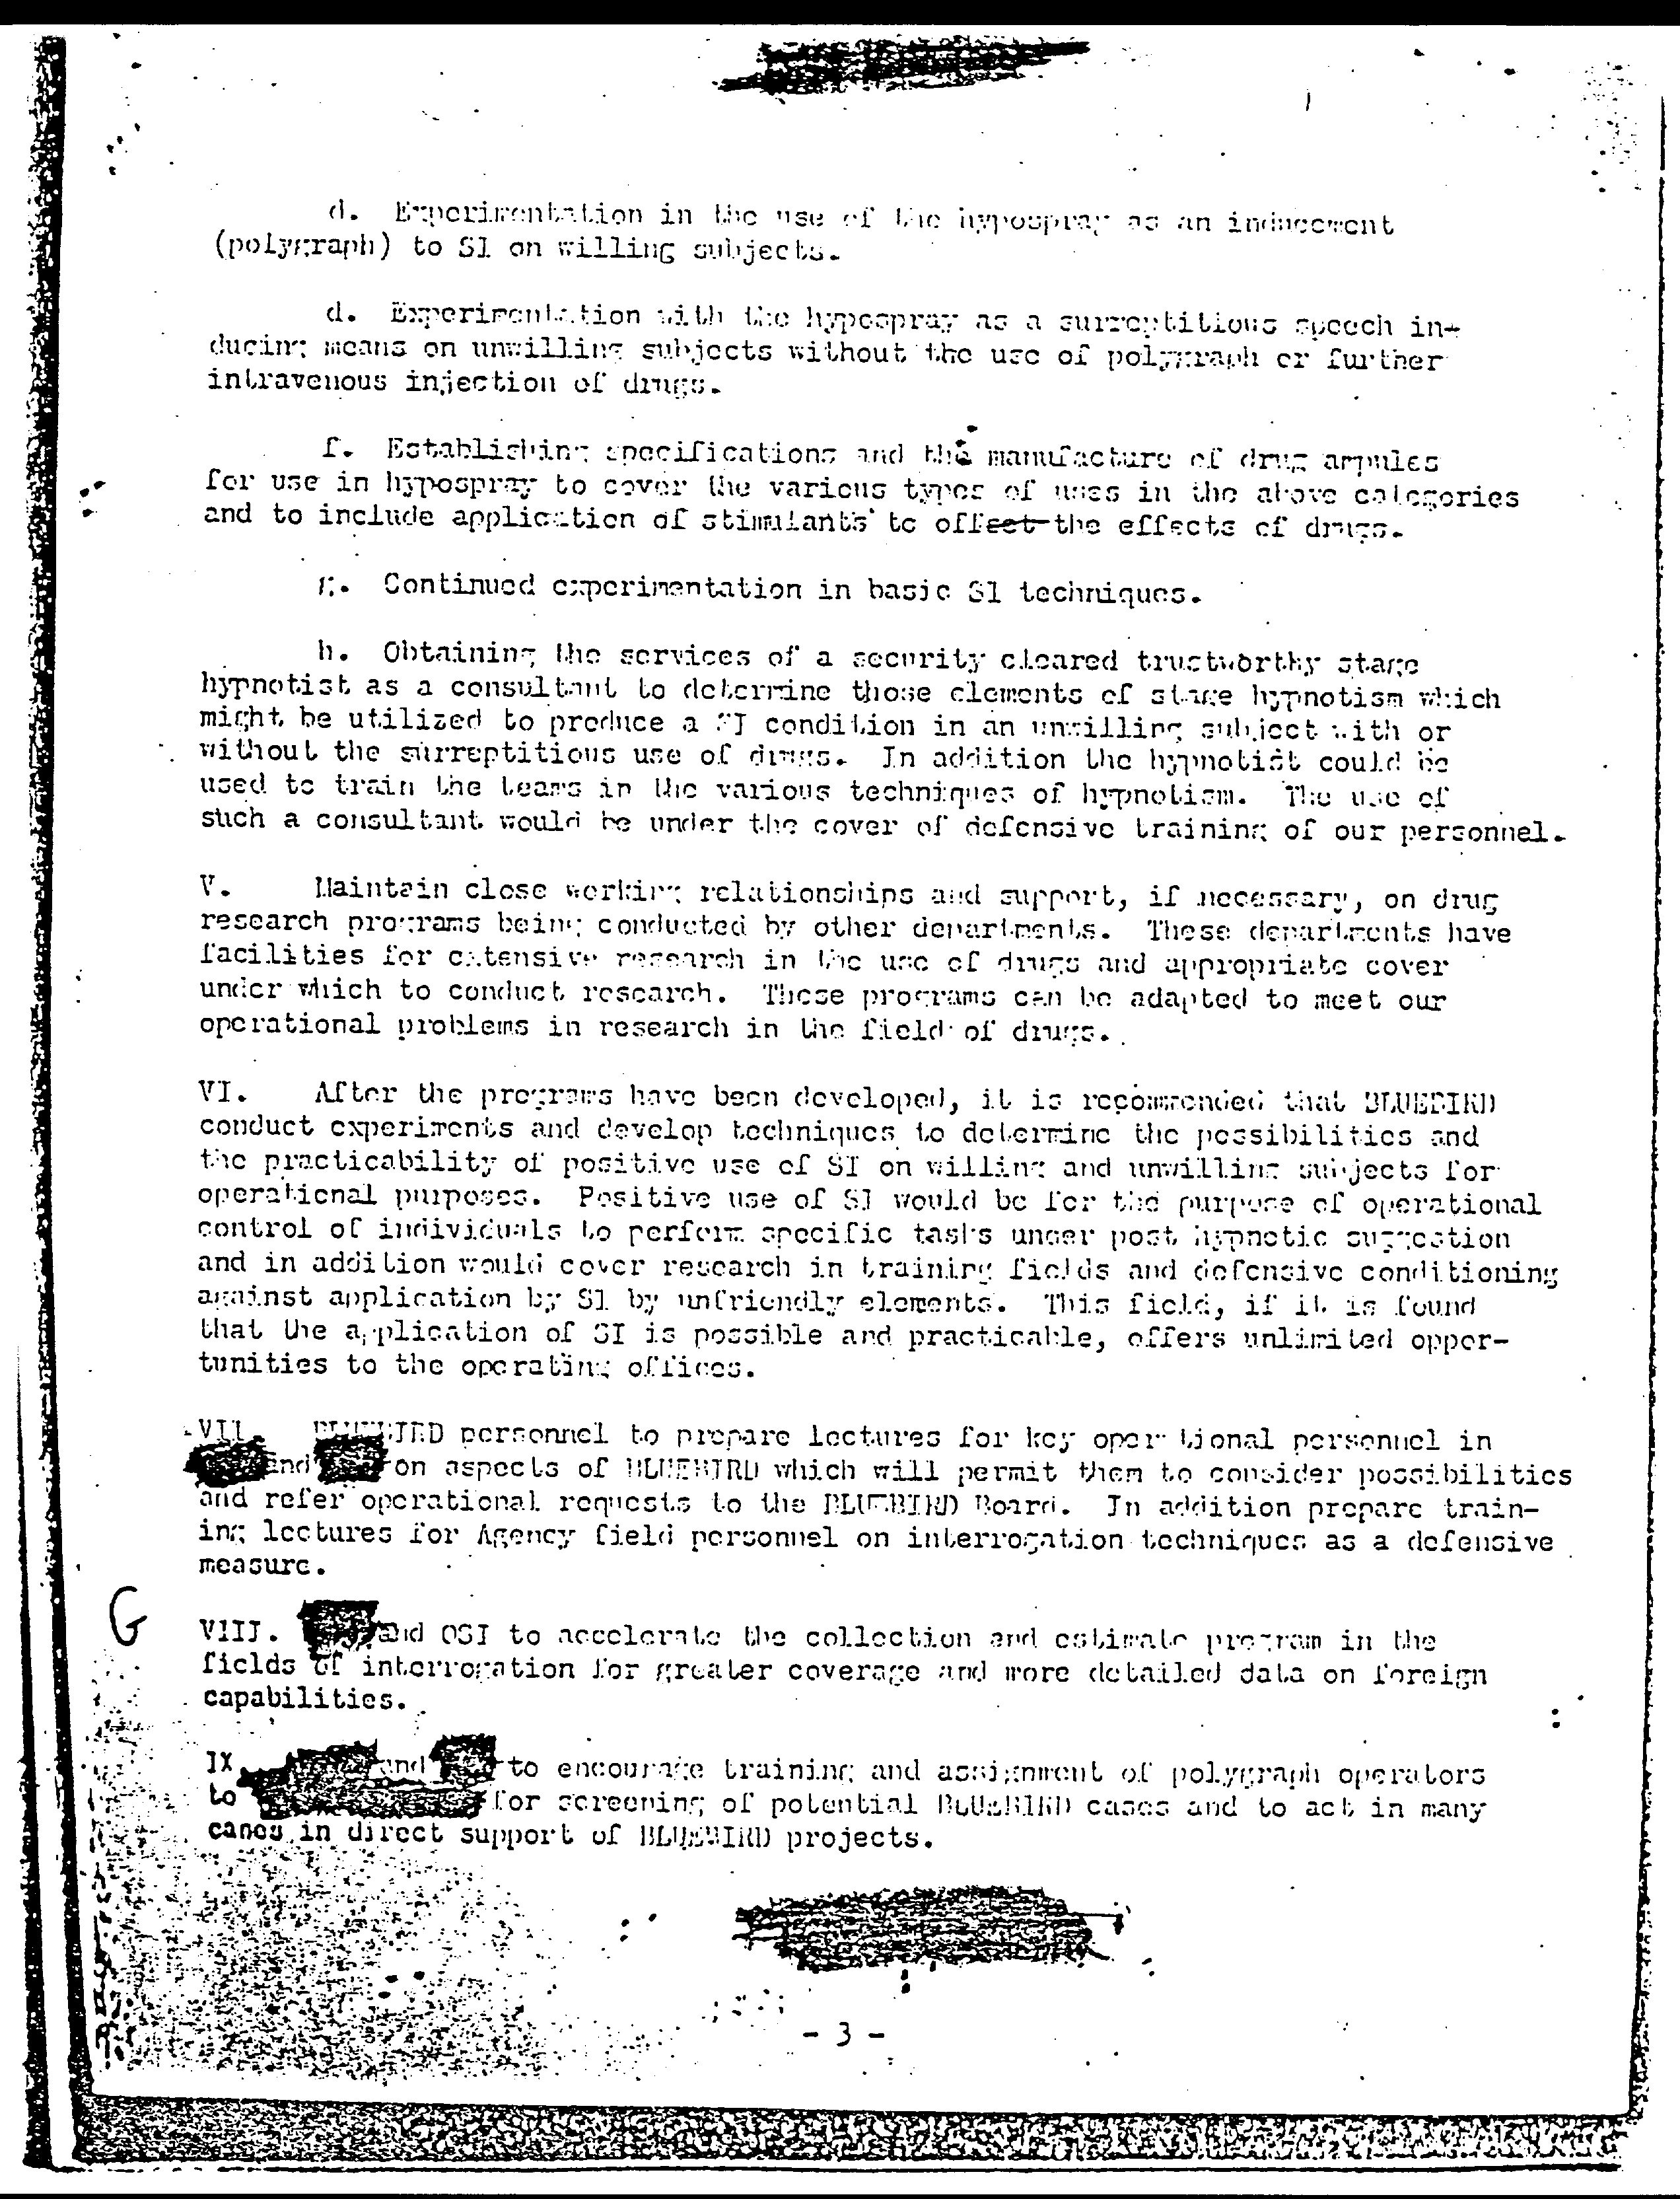 d. Experimentation in the use of the hypospray as an inducement
(polygraph) to SI on willing subjects.
d. Experimentation with the hypospray as a surreptitious speech in-
ducing means on unwilling subjects without the use of polygraph or further
intravenous injection of drugs.
f. Establishing specifications and the manufacture of drug ampules
for use in hypospray to cover the various types of uses in the above categories
and to include application of stimulants to offset the effects of drugs.
g. Continued experimentation in basic SI techniques.
h. Obtaining the services of a security cleared trustworthy stage
hypnotist as a consultant to determine those elements of stage hypnotism which
might be utilized to produce a SI condition in an unwilling subject with or
without the surreptitious use of drugs. In addition the hypnotist could be
used to train the teams in the various techniques of hypnotism. The use of
such a consultant would be under the cover of defensive training of our personnel.
V. Maintain close working relationships and support, if necessary, on drug
research programs being conducted by other departments. These departments have
facilities for extensive research in the use of drugs and appropriate cover
under which to conduct research. These programs can be adapted to meet our
operational problems in research in the field of drugs.
VI. After the programs have been developed, it is recommended that BLUEBIRD
conduct experiments and develop techniques to determine the possibilities and
the practicability of positive use of SI on willing and unwilling subjects for
operational purposes. Positive use of SI would be for the purpose of operational
control of individuals to perform specific tasks under post hypnotic suggestion
and in addition would cover research in training fields and defensive conditioning
against application by SI by unfriendly elements. This field, if it is found
that the application of SI is possible and practicable, offers unlimited oppor-
tunities to the operating offices.
VII. BLUEBIRD personnel to prepare lectures for key operational personnel in
and on aspects of BLUEBIRD which will permit them to consider possibilities
and refer operational requests to the BLUEBIRD Board. In addition prepare train-
ing lectures for Agency field personnel on interrogation techniques as a defensive
measure.
G
VIII. and OSI to accelerate the collection and estimate program in the
fields of interrogation for greater coverage and more detailed data on foreign
capabilities.
IX. and to encourage training and assignment of polygraph operators
to for screening of potential BLUEBIRD cases and to act in many
cases in direct support of BLUEBIRD projects.
- 3 -